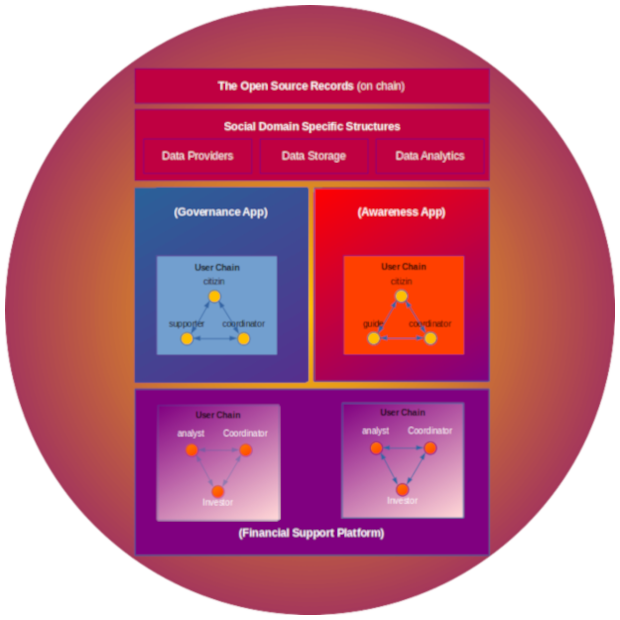 The Open Source Records (on chain)
Social Domain Specific Structures
Data Providers
Data Storage
Data Analytics
(Governance App)
User Chain
citizin
supporter
coordinator
(Awareness App)
User Chain
citizin
guide
coordinator
User Chain
analyst
Coordinator
Investor
User Chain
analyst
Coordinator
Investor
(Financial Support Platform)